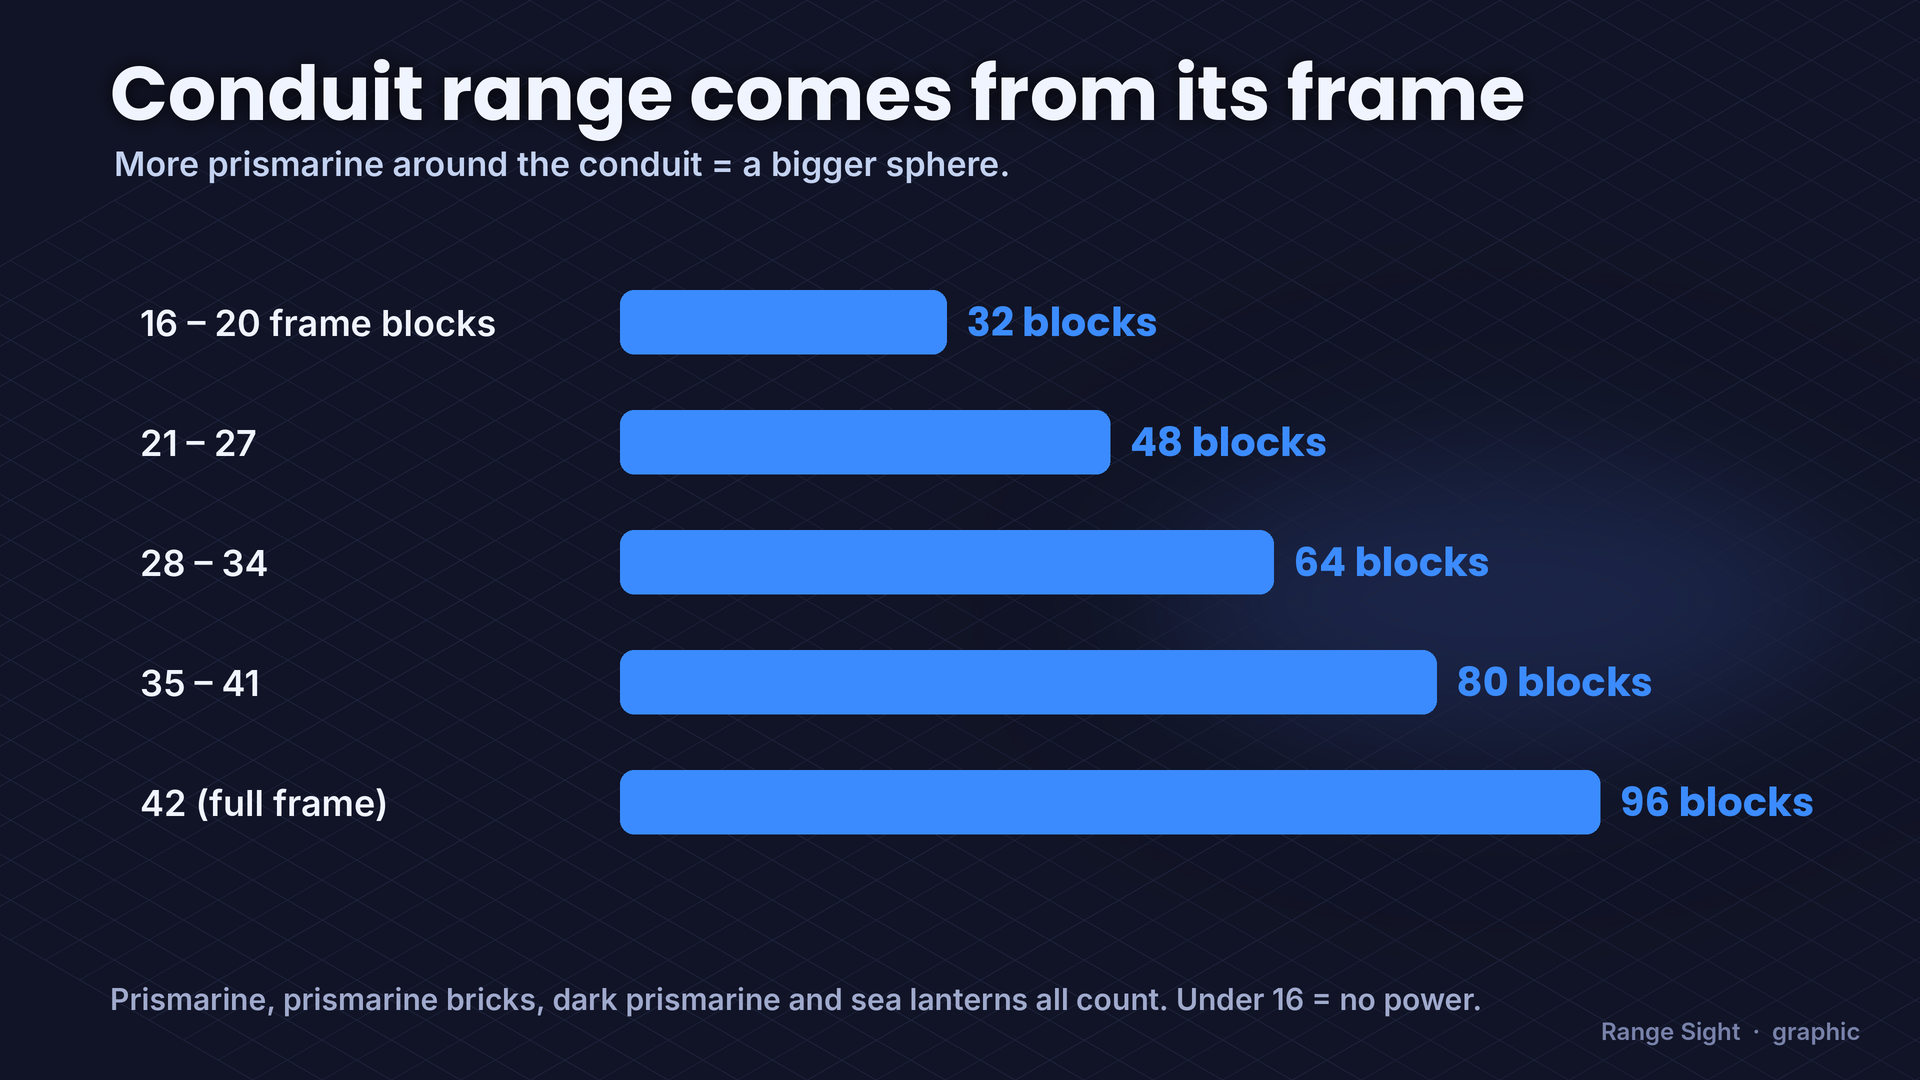 Conduit range comes from its frame
More prismarine around the conduit = a bigger sphere.
16 – 20 frame blocks
32 blocks
21 – 27
48 blocks
28 – 34
64 blocks
35 – 41
80 blocks
42 (full frame)
96 blocks
Prismarine, prismarine bricks, dark prismarine and sea lanterns all count. Under 16 = no power.
Range Sight · graphic